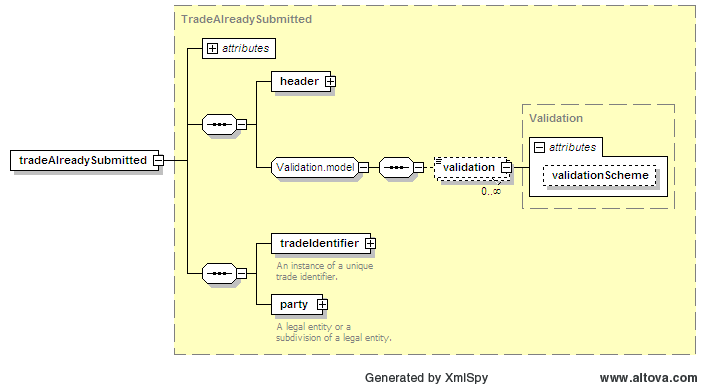 TradeAlreadySubmitted
attributes
header
Validation
attributes
tradeAlreadySubmitted
Validation.model
validation
validationScheme
0..∞
tradeIdentifier
An instance of a unique
trade identifier.
party
A legal entity or a
subdivision of a legal entity.
Generated by XmlSpy
www.altova.com